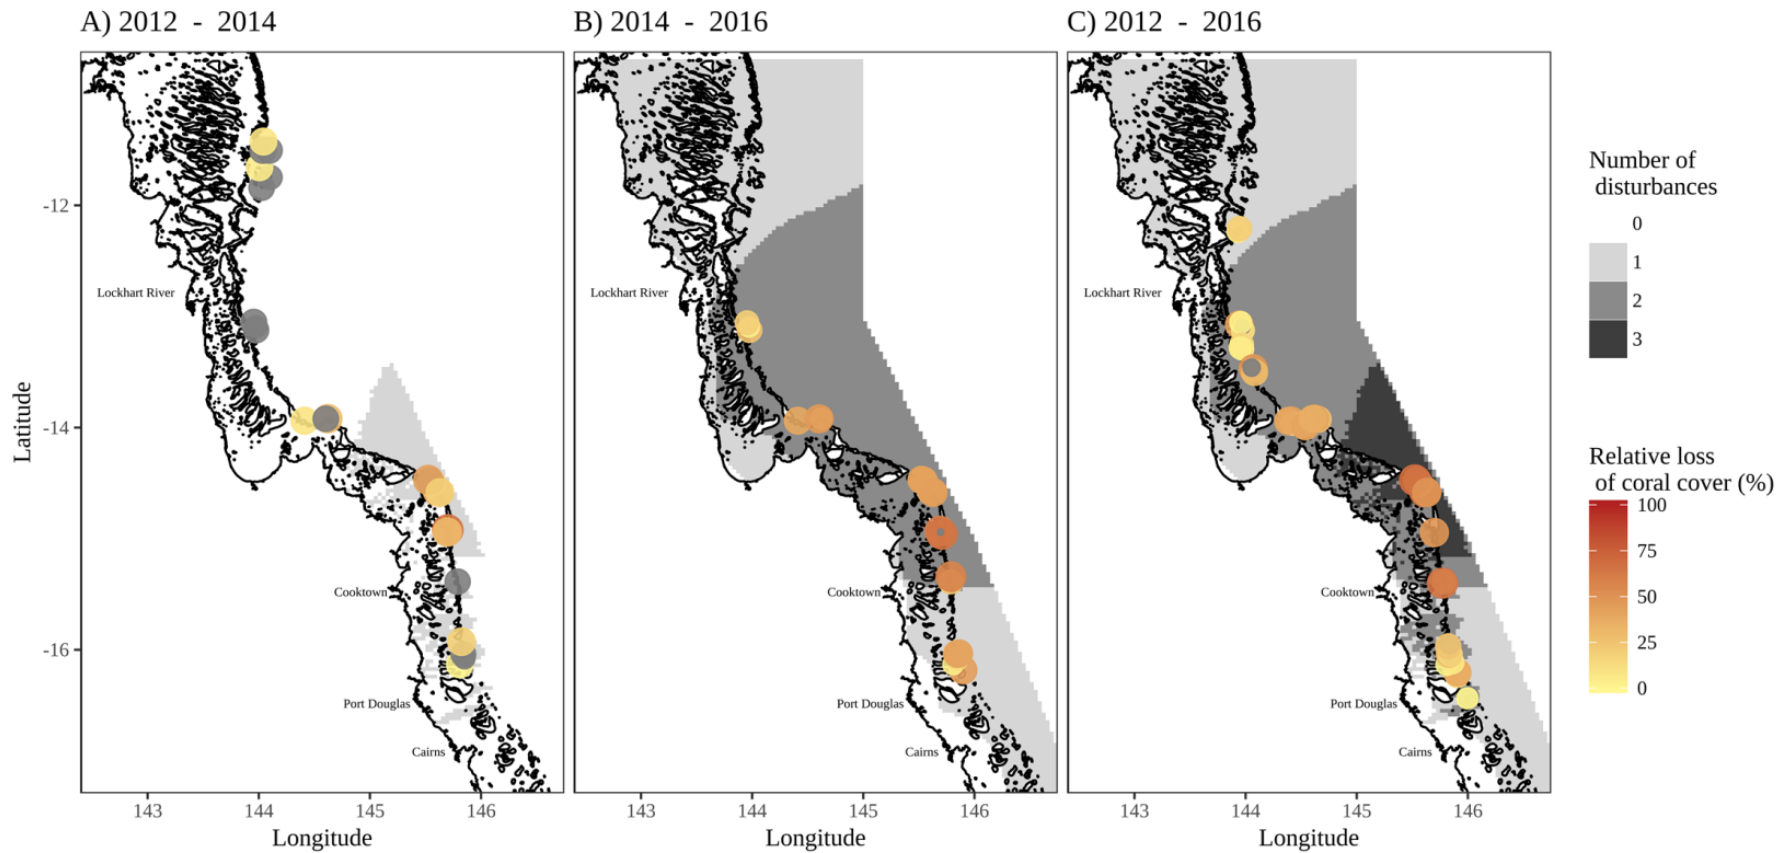 A) 2012 - 2014
B) 2014 - 2016
C) 2012 - 2016
Latitude
-12
-14
-16
Lockhart River
Cooktown
Port Douglas
Cairns
143 144 145 146
Longitude
Lockhart River
Cooktown
Port Douglas
Cairns
143 144 145 146
Longitude
Lockhart River
Cooktown
Port Douglas
Cairns
143 144 145 146
Longitude
Number of
disturbances
0
1
2
3
Relative loss
of coral cover (%)
100
75
50
25
0